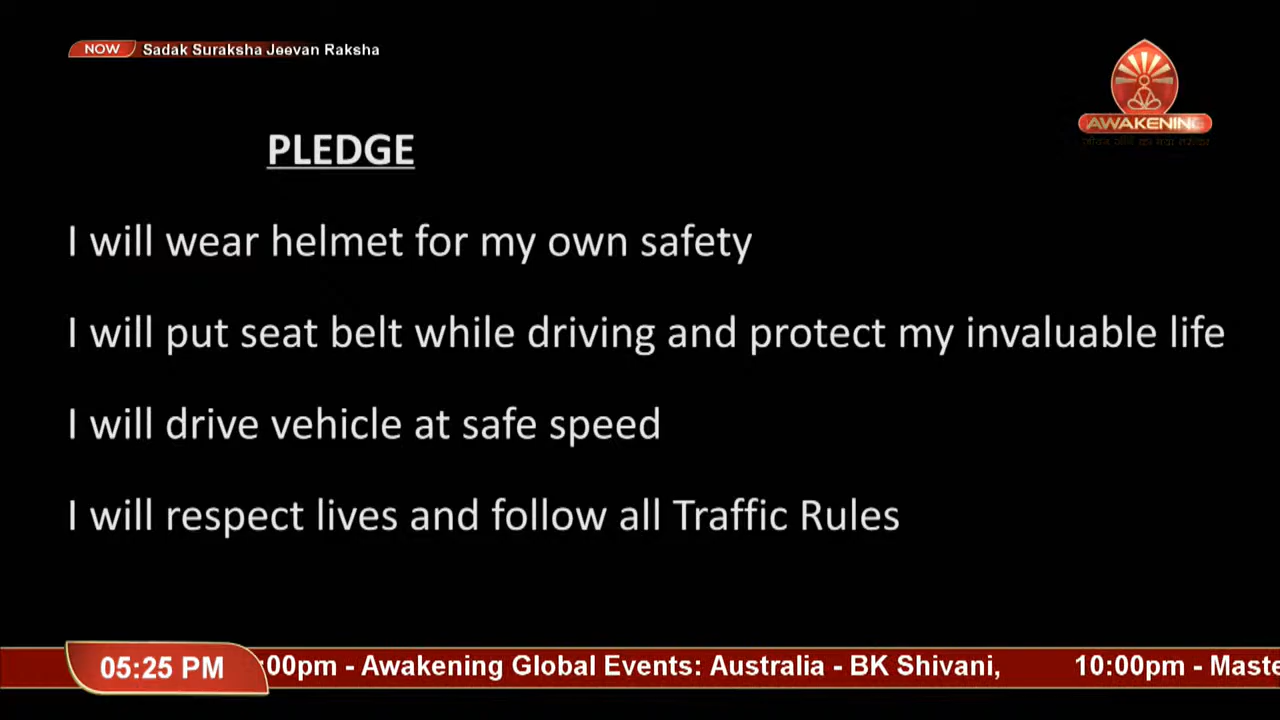 NOW Sadak Suraksha Jeevan Raksha
AWAKENING
PLEDGE
I will wear helmet for my own safety
I will put seat belt while driving and protect my invaluable life
I will drive vehicle at safe speed
I will respect lives and follow all Traffic Rules
05:25 PM :00pm - Awakening Global Events: Australia - BK Shivani, 10:00pm - Maste